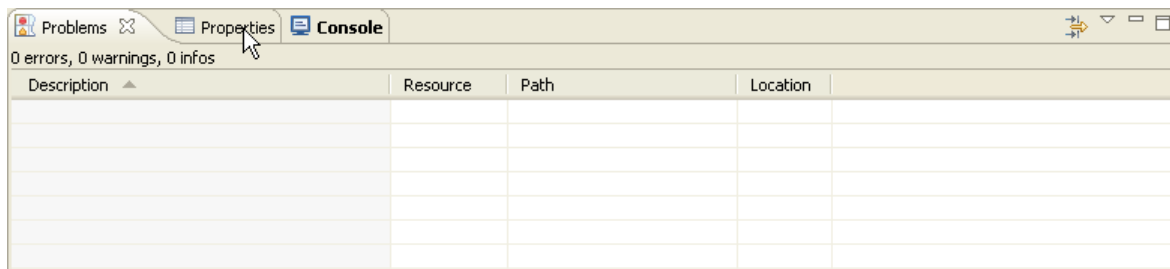 Problems Properties Console
0 errors, 0 warnings, 0 infos
Description Resource Path Location